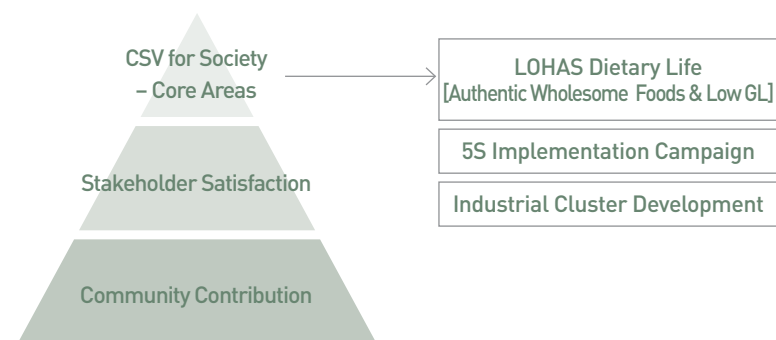 CSV for Society
– Core Areas
Stakeholder Satisfaction
Community Contribution
LOHAS Dietary Life
[Authentic Wholesome Foods & Low GL]
5S Implementation Campaign
Industrial Cluster Development